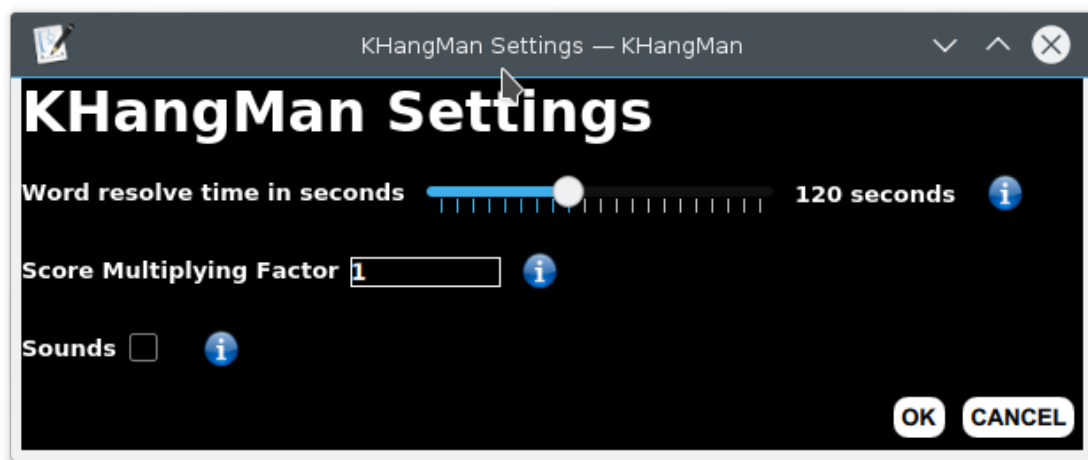 KHangMan Settings — KHangMan
KHangMan Settings
Word resolve time in seconds 120 seconds
Score Multiplying Factor 1
Sounds
OK CANCEL